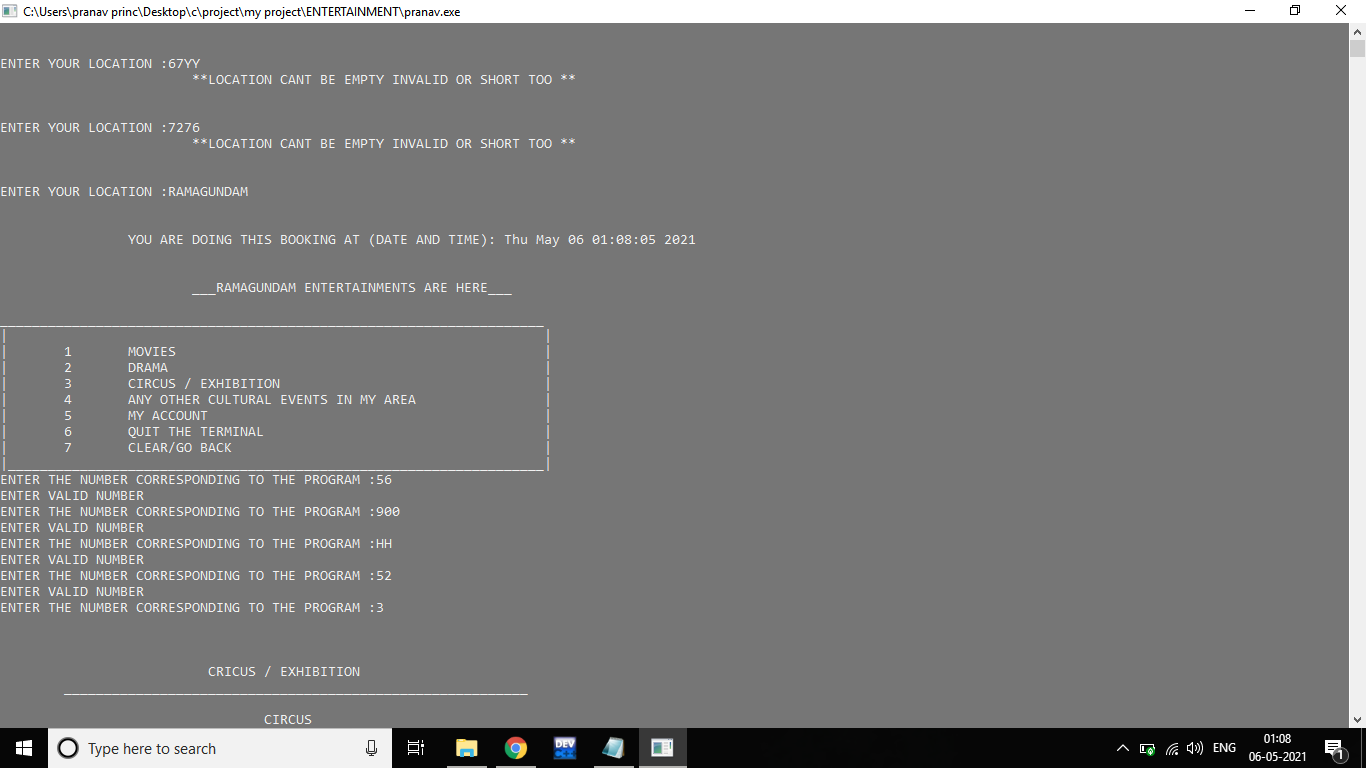 C:\Users\pranav princ\Desktop\c\project\my project\ENTERTAINMENT\pranav.exe
ENTER YOUR LOCATION :67YY
**LOCATION CANT BE EMPTY INVALID OR SHORT TOO **
ENTER YOUR LOCATION :7276
**LOCATION CANT BE EMPTY INVALID OR SHORT TOO **
ENTER YOUR LOCATION :RAMAGUNDAM
YOU ARE DOING THIS BOOKING AT (DATE AND TIME): Thu May 06 01:08:05 2021
___RAMAGUNDAM ENTERTAINMENTS ARE HERE___
1 MOVIES
2 DRAMA
3 CIRCUS / EXHIBITION
4 ANY OTHER CULTURAL EVENTS IN MY AREA
5 MY ACCOUNT
6 QUIT THE TERMINAL
7 CLEAR/GO BACK
ENTER THE NUMBER CORRESPONDING TO THE PROGRAM :56
ENTER VALID NUMBER
ENTER THE NUMBER CORRESPONDING TO THE PROGRAM :900
ENTER VALID NUMBER
ENTER THE NUMBER CORRESPONDING TO THE PROGRAM :HH
ENTER VALID NUMBER
ENTER THE NUMBER CORRESPONDING TO THE PROGRAM :52
ENTER VALID NUMBER
ENTER THE NUMBER CORRESPONDING TO THE PROGRAM :3
CRICUS / EXHIBITION
CIRCUS
Type here to search
DEV
ENG
01:08
06-05-2021
1